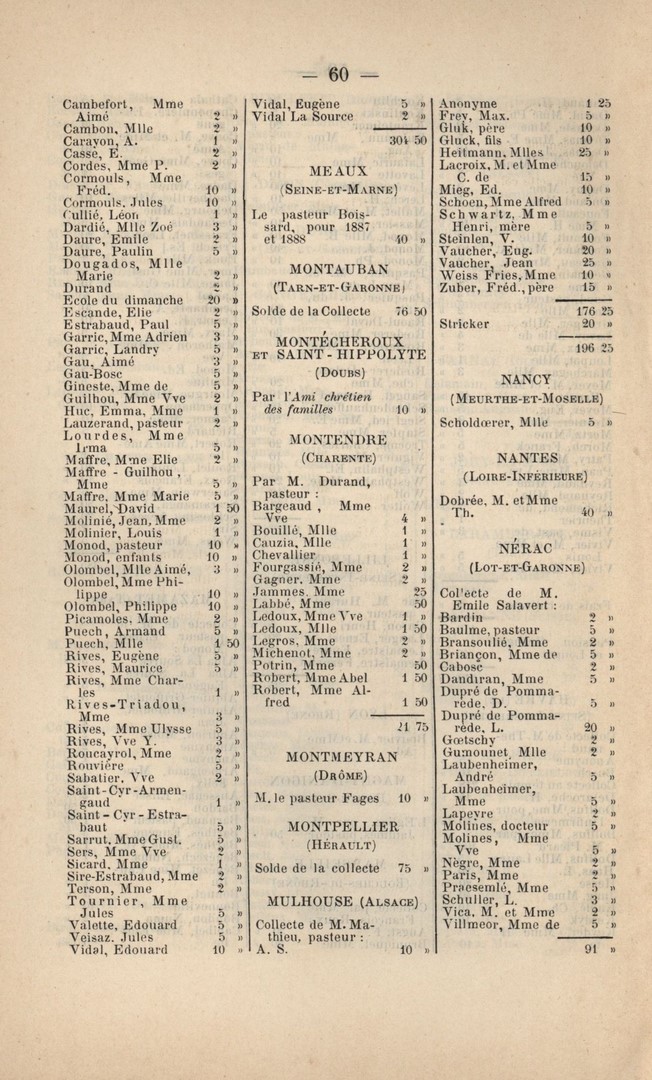 — 60 —
Cambefort, Mme
Aimé 2 »
Cambon, Mlle 2 »
Carayon, A. 1 »
Casse, E. 2 »
Cordes, Mme P. 2 »
Cormouls, Mme
Fréd. 10 »
Cormouls, Jules 10 »
Cullié, Léon 1 »
Dardié, Mlle Zoé 3 »
Daure, Emile 2 »
Daure, Paulin 5 »
Dougados, Mlle
Marie 2 »
Durand 2 »
Ecole du dimanche 20 »
Escande, Elie 2 »
Estrabaud, Paul 5 »
Garric, Mme Adrien 3 »
Garric, Landry 5 »
Gau, Aimé 3 »
Gau-Bosc 5 »
Gineste, Mme de 5 »
Guilhou, Mme Vve 2 »
Huc, Emma, Mme 1 »
Lauzerand, pasteur 2 »
Lourdes, Mme
Irma 5 »
Maffre, Mme Elie 2 »
Maffre - Guilhou,
Mme 5 »
Maffre, Mme Marie 5 »
Maurel, David 1 50
Molinié, Jean, Mme 2 »
Molinier, Louis 1 »
Monod, pasteur 10 »
Monod, enfants 10 »
Olombel, Mlle Aimé, 3 »
Olombel, Mme Phi-
lippe 10 »
Olombel, Philippe 10 »
Picamoles, Mme 2 »
Puech, Armand 5 »
Puech, Mlle 1 50
Rives, Eugène 5 »
Rives, Maurice 5 »
Rives, Mme Char-
les 1 »
Rives-Triadou,
Mme 3 »
Rives, Mme Ulysse 5 »
Rives, Vve Y. 3 »
Roucayrol, Mme 2 »
Rouvière 5 »
Sabatier, Vve 2 »
Saint-Cyr-Armen-
gaud 1 »
Saint - Cyr - Estra-
baut 5 »
Sarrut, Mme Gust. 5 »
Sers, Mme Vve 2 »
Sicard, Mme 1 »
Sire-Estrabaud, Mme 2 »
Terson, Mme 2 »
Tournier, Mme
Jules 5 »
Valette, Edouard 5 »
Veisaz, Jules 5 »
Vidal, Edouard 10 »
Vidal, Eugène 5 »
Vidal La Source 2 »
304 50
MEAUX
(SEINE-ET-MARNE)
Le pasteur Bois-
sard, pour 1887
et 1888 40 »
MONTAUBAN
(TARN-ET-GARONNE)
Solde de la Collecte 76 50
MONTÉCHEROUX
ET SAINT-HIPPOLYTE
(DOUBS)
Par l'Ami chrétien
des familles 10 »
MONTENDRE
(CHARENTE)
Par M. Durand,
pasteur :
Bargeaud, Mme
Vve 4 »
Bouillé, Mlle 1 »
Cauzia, Mlle 1 »
Chevallier 1 »
Fourgassié, Mme 2 »
Gagner, Mme 2 »
Jammes, Mme 25
Labbé, Mme 50
Ledoux, Mme Vve 1 »
Ledoux, Mlle 1 50
Legros, Mme 2 »
Michenot, Mme 2 »
Potrin, Mme 50
Robert, Mme Abel 1 50
Robert, Mme Al-
fred 1 50
21 75
MONTMEYRAN
(DRÔME)
M. le pasteur Fages 10 »
MONTPELLIER
(HÉRAULT)
Solde de la collecte 75 »
MULHOUSE (ALSACE)
Collecte de M. Ma-
thieu, pasteur :
A. S. 10 »
Anonyme 1 25
Frey, Max. 5 »
Gluk, père 10 »
Gluck, fils 10 »
Heitmann, Mlles 25 »
Lacroix, M. et Mme
C. de 15 »
Mieg, Ed. 10 »
Schoen, Mme Alfred 5 »
Schwartz, Mme
Henri, mère 5 »
Steinlen, V. 10 »
Vaucher, Eug. 20 »
Vaucher, Jean 25 »
Weiss Fries, Mme 10 »
Zuber, Fréd., père 15 »
176 25
Stricker 20 »
196 25
NANCY
(MEURTHE-ET-MOSELLE)
Scholdœrer, Mlle 5 »
NANTES
(LOIRE-INFÉRIEURE)
Dobrée, M. et Mme
Th. 40 »
NÉRAC
(LOT-ET-GARONNE)
Collecte de M.
Emile Salavert :
Bardin 2 »
Baulme, pasteur 5 »
Bransoulié, Mme 2 »
Briançon, Mme de 5 »
Cabosc 2 »
Dandiran, Mme 5 »
Dupré de Pomma-
rède, D. 5 »
Dupré de Pomma-
rède, L. 20 »
Gœtschy 2 »
Gumounet, Mlle 2 »
Laubenheimer,
André 5 »
Laubenheimer,
Mme 5 »
Lapeyre 2 »
Molines, docteur 5 »
Molines, Mme
Vve 5 »
Nègre, Mme 2 »
Paris, Mme 2 »
Praesemlé, Mme 5 »
Schuller, L. 3 »
Vica, M. et Mme 2 »
Villmeor, Mme de 5 »
91 »